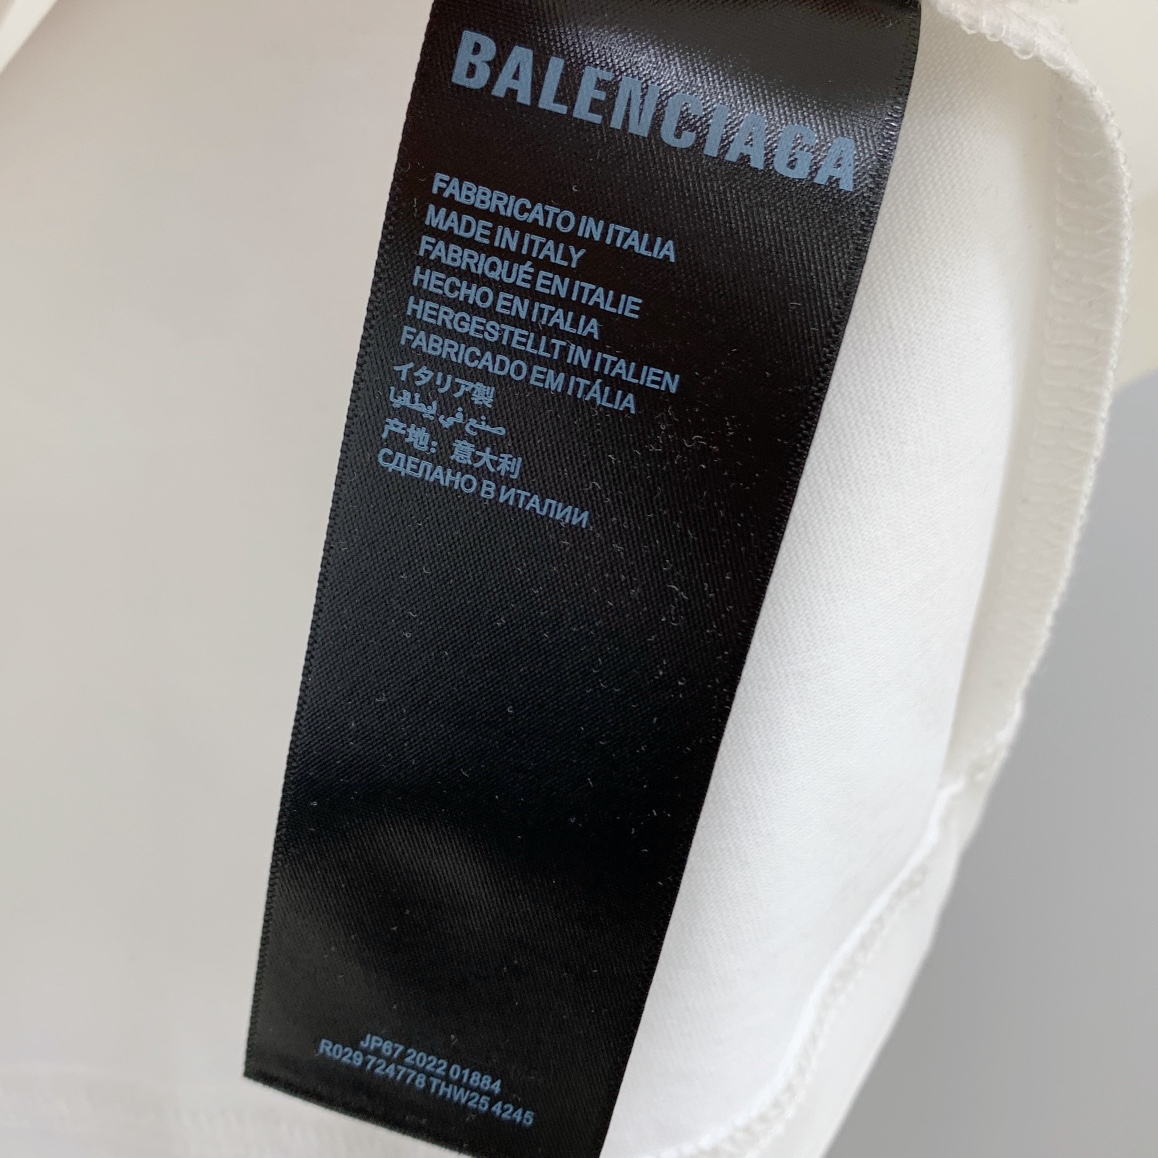 BALENCIAGA
FABBRICATO IN ITALIA
MADE IN ITALY
FABRIQUÉ EN ITALIE
HECHO EN ITALIA
HERGESTELLT IN ITALIEN
FABRICADO EM ITÁLIA
イタリア製
صنع في إيطاليا
产地：意大利
СДЕЛАНО В ИТАЛИИ
JP67 2022 01884
R029 724778 THW25 4245